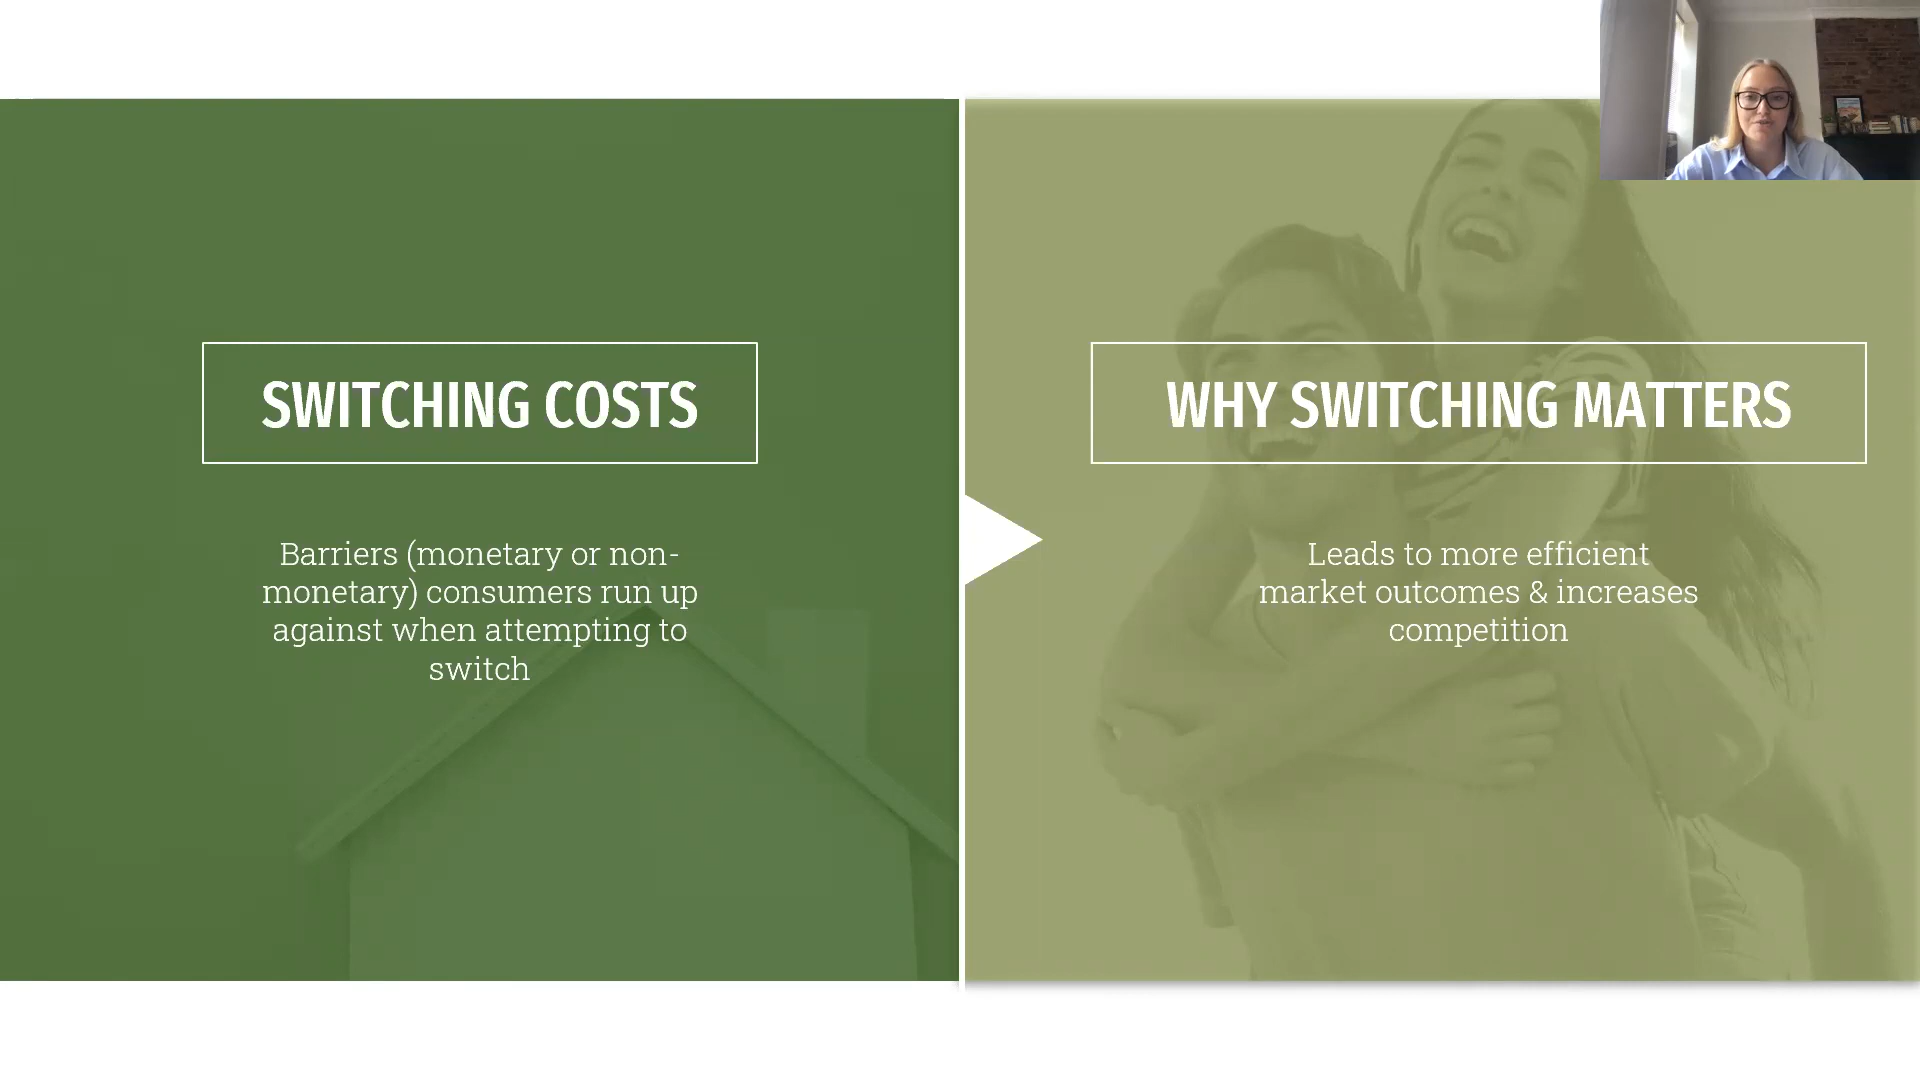 SWITCHING COSTS
Barriers (monetary or non-
monetary) consumers run up
against when attempting to
switch
WHY SWITCHING MATTERS
Leads to more efficient
market outcomes & increases
competition